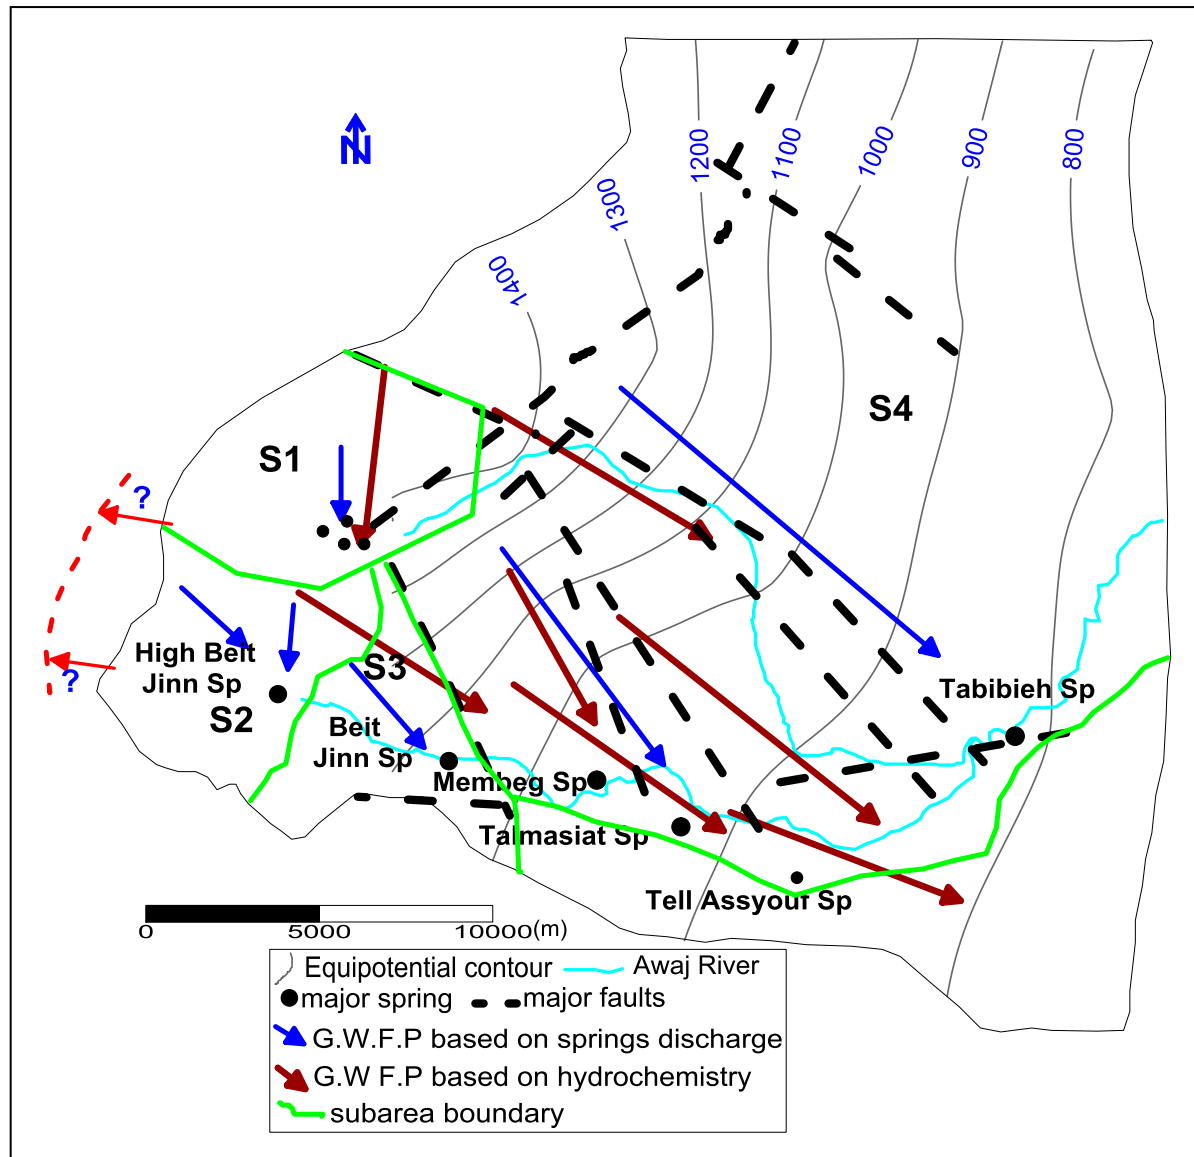 N
1400
1300
1200
1100
1000
900
800
S4
S1
?
?
High Beit
Jinn Sp
S2
S3
Beit
Jinn Sp
Tabibieh Sp
Membeg Sp
Talmasiat Sp
Tell Assyouf Sp
0 5000 10000(m)
Equipotential contour Awaj River
major spring major faults
G.W.F.P based on springs discharge
G.W F.P based on hydrochemistry
subarea boundary